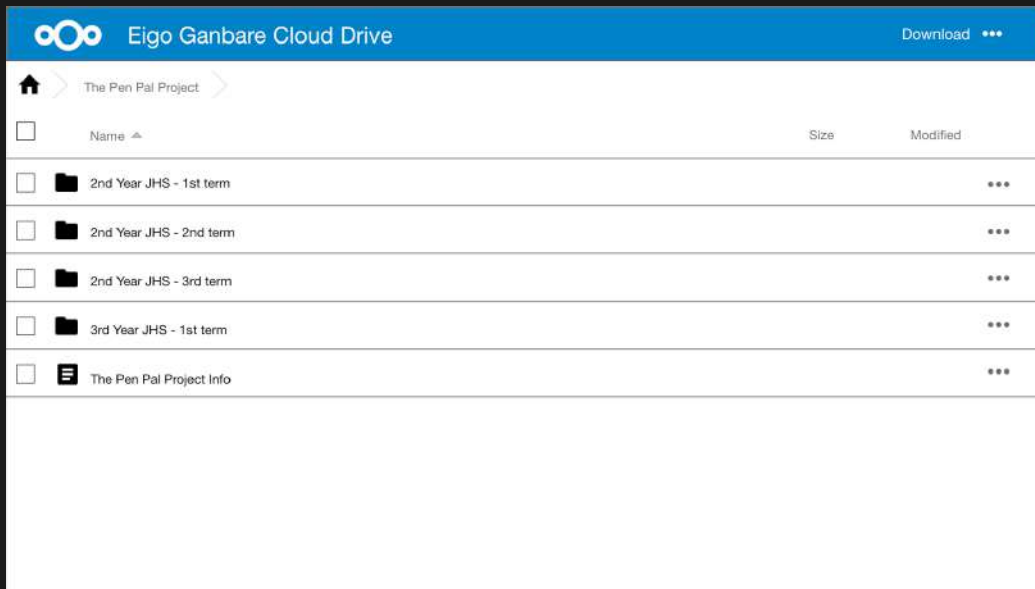 Eigo Ganbare Cloud Drive
Download
The Pen Pal Project
Name Size Modified
2nd Year JHS - 1st term
2nd Year JHS - 2nd term
2nd Year JHS - 3rd term
3rd Year JHS - 1st term
The Pen Pal Project Info